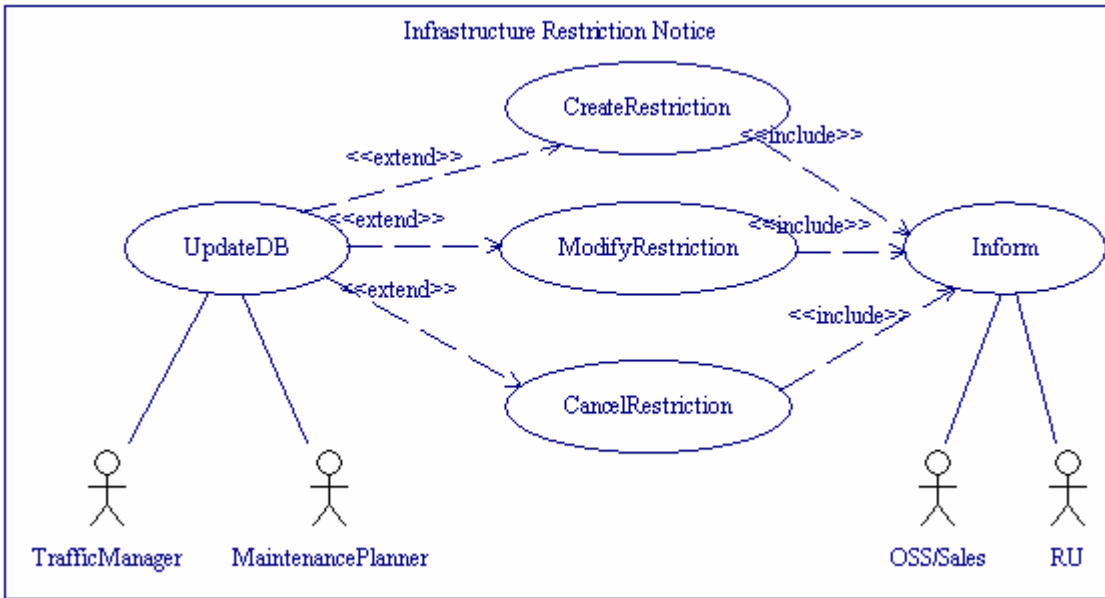 Infrastructure Restriction Notice
CreateRestriction
<<include>>
<<extend>>
<<extend>>
<<include>>
UpdateDB
ModifyRestriction
Inform
<<extend>>
<<include>>
CancelRestriction
TrafficManager
MaintenancePlanner
OSS/Sales
RU